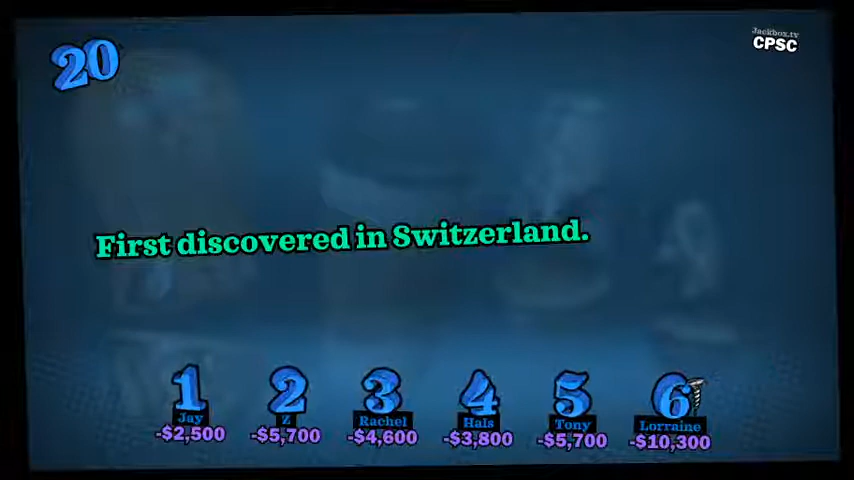 20
Jackbox.tv
CPSC
First discovered in Switzerland.
1 2 3 4 5 6
Jay Z Rachel Hals Tony Lorraine
-$2,500 -$5,700 -$4,600 -$3,800 -$5,700 -$10,300